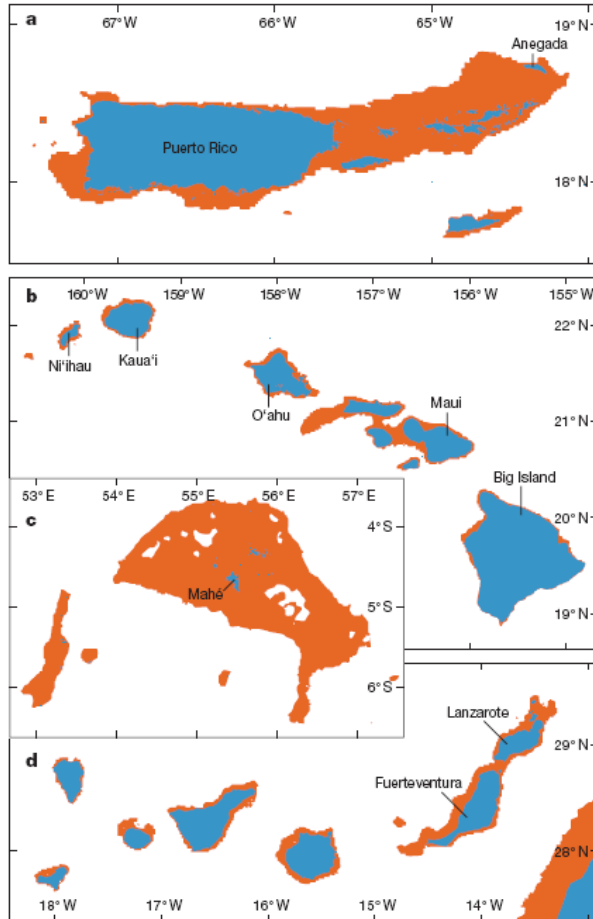 a
67°W 66°W 65°W 19°N
Anegada
Puerto Rico
18°N
b
160°W 159°W 158°W 157°W 156°W 155°W
22°N
Ni‘ihau
Kaua‘i
O‘ahu
Maui
21°N
Big Island
20°N
19°N
c
53°E 54°E 55°E 56°E 57°E
4°S
Mahé
5°S
6°S
d
Lanzarote
29°N
Fuerteventura
28°N
18°W 17°W 16°W 15°W 14°W